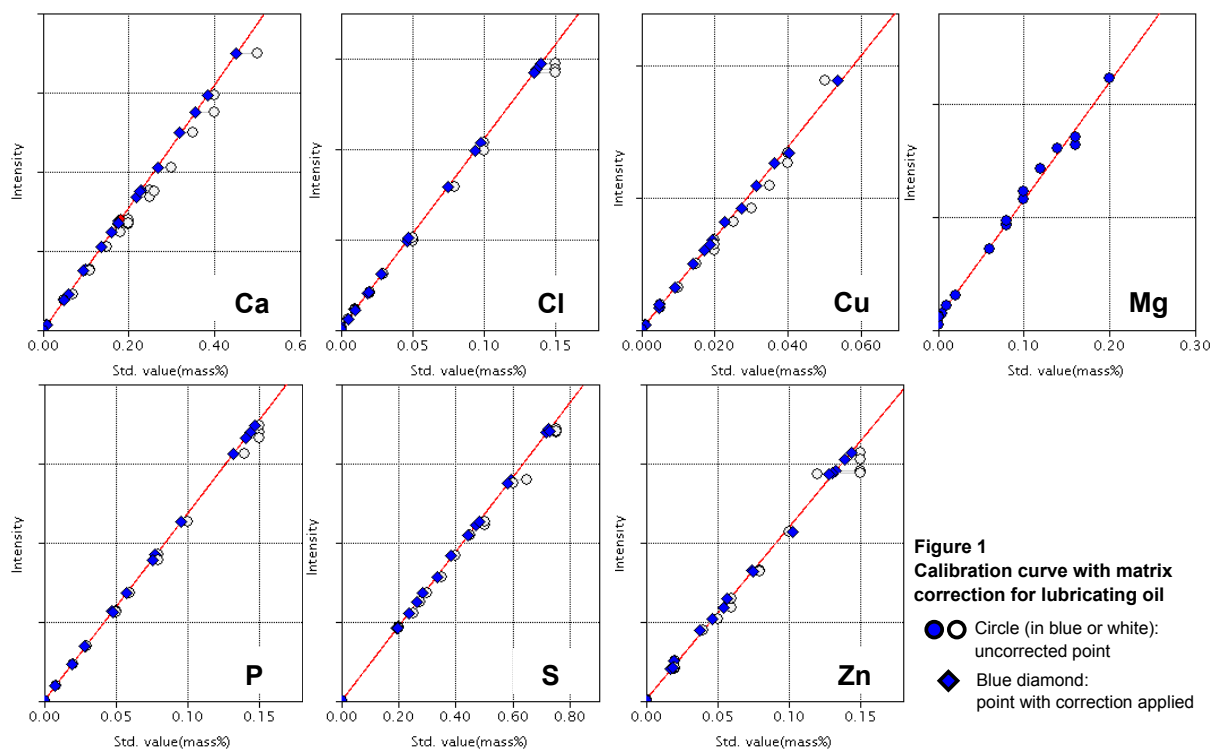 Intensity
Ca
0.00 0.20 0.40 0.6
Std. value(mass%)
Intensity
Cl
0.00 0.05 0.10 0.15
Std. value(mass%)
Intensity
Cu
0.000 0.020 0.040 0.060
Std. value(mass%)
Intensity
Mg
0.00 0.10 0.20 0.30
Std. value(mass%)
Intensity
P
0.00 0.05 0.10 0.15
Std. value(mass%)
Intensity
S
0.00 0.20 0.40 0.60 0.80
Std. value(mass%)
Intensity
Zn
0.00 0.05 0.10 0.15
Std. value(mass%)
Figure 1
Calibration curve with matrix
correction for lubricating oil
Circle (in blue or white):
uncorrected point
Blue diamond:
point with correction applied